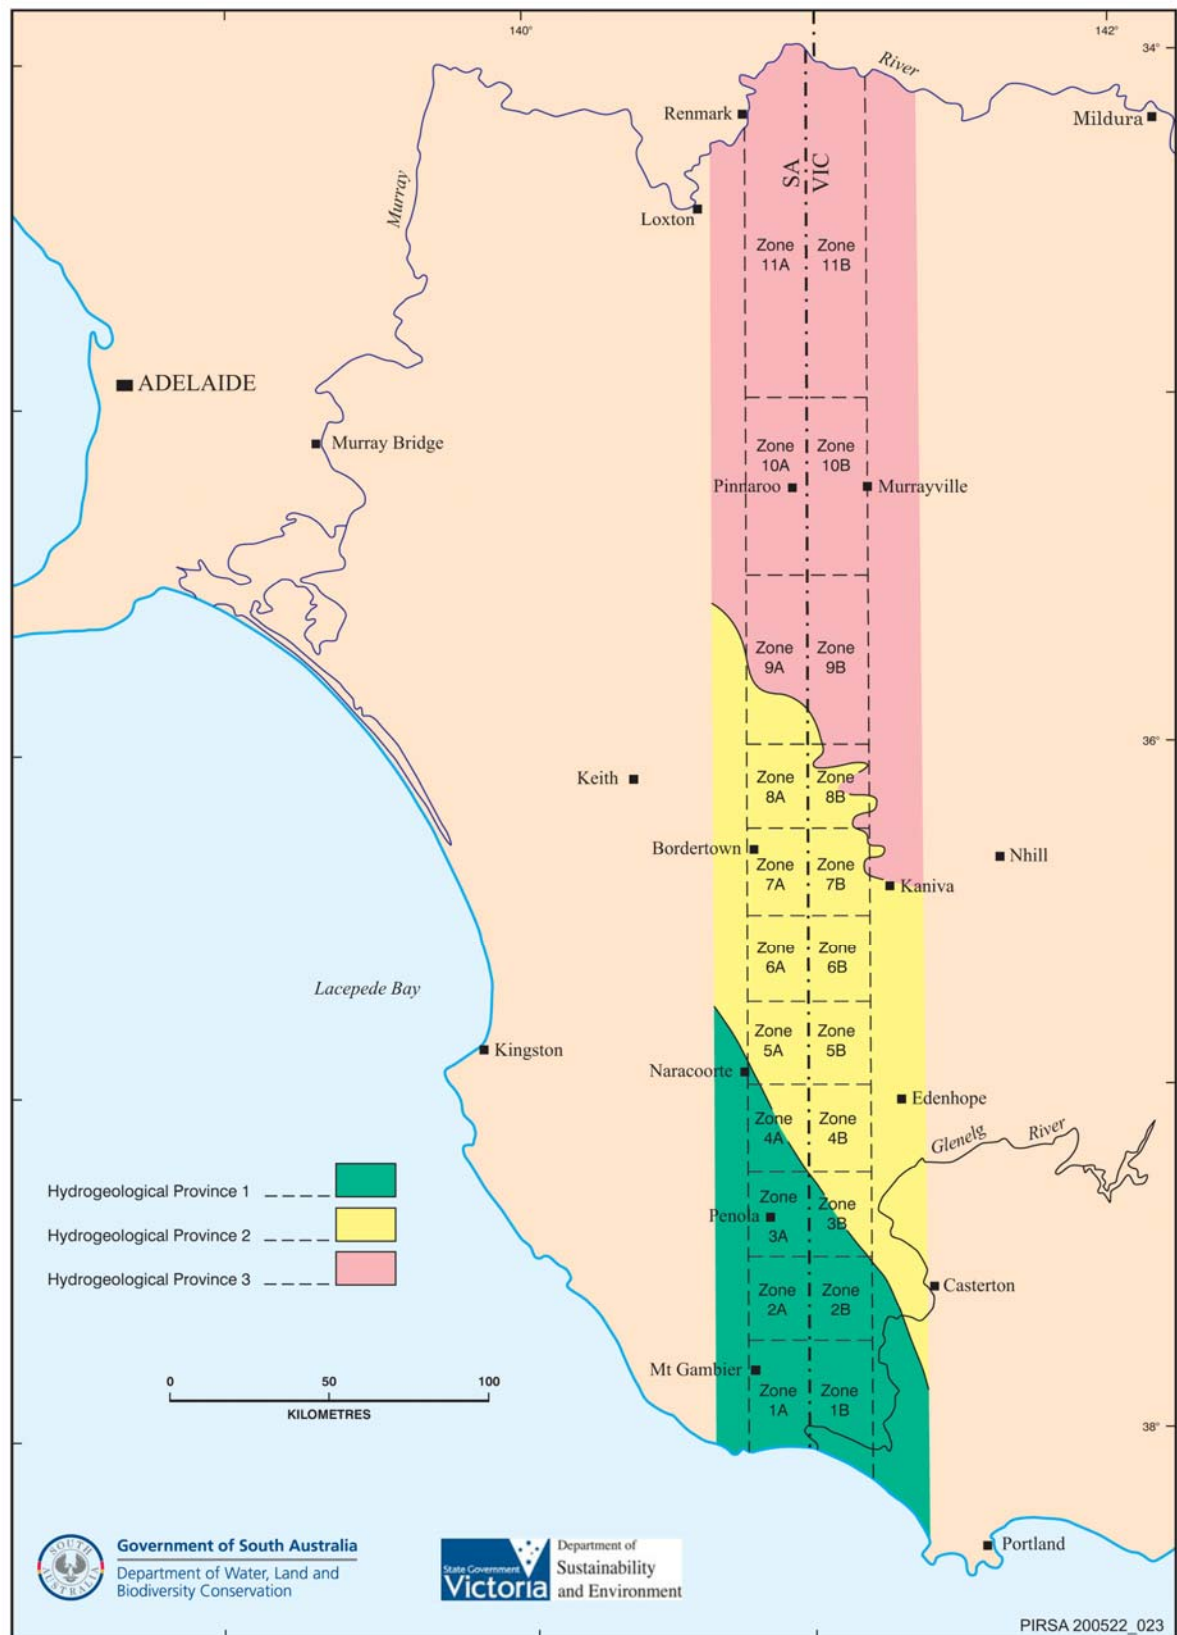 140°
142°
34°
River
Renmark
Mildura
SA
VIC
Murray
Loxton
Zone
11A
Zone
11B
ADELAIDE
Murray Bridge
Zone
10A
Zone
10B
Pinnaroo
Murrayville
Zone
9A
Zone
9B
36°
Keith
Zone
8A
Zone
8B
Bordertown
Nhill
Zone
7A
Zone
7B
Kaniva
Zone
6A
Zone
6B
Lacepede Bay
Kingston
Zone
5A
Zone
5B
Naracoorte
Edenhope
Zone
4A
Zone
4B
Glenelg River
Hydrogeological Province 1
Hydrogeological Province 2
Hydrogeological Province 3
Penola
Zone
3A
Zone
3B
Casterton
Zone
2A
Zone
2B
Mt Gambier
Zone
1A
Zone
1B
0 50 100
KILOMETRES
38°
SOUTH AUSTRALIA
Government of South Australia
Department of Water, Land and
Biodiversity Conservation
State Government
Victoria
Department of
Sustainability
and Environment
Portland
PIRSA 200522_023